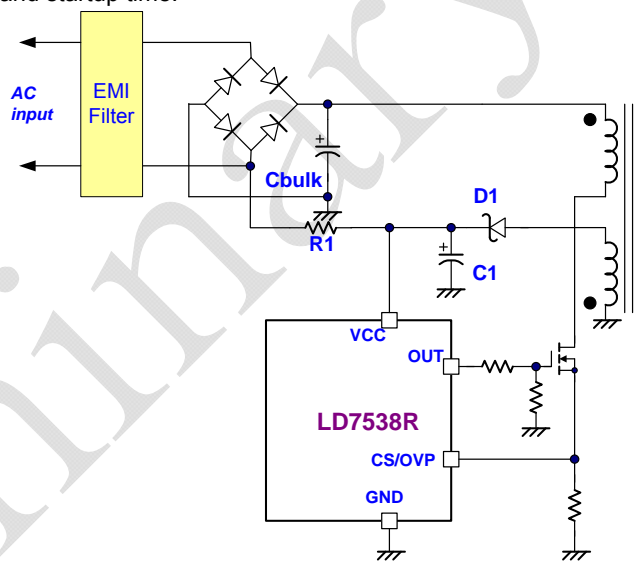 and startup time.
AC
input
EMI
Filter
Cbulk
D1
R1
C1
VCC
OUT
LD7538R
CS/OVP
GND